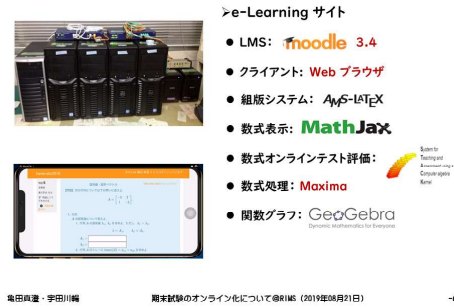 ➢e-Learning サイト
● LMS: moodle 3.4
● クライアント: Web ブラウザ
● 組版システム: AMS-LATEX
● 数式表示: MathJax
● 数式オンラインテスト評価:
System for
Teaching and
Assessment using a
Computer algebra
Kernel
● 数式処理: Maxima
● 関数グラフ: GeoGebra
Dynamic Mathematics for Everyone
亀田真澄・宇田川暢
期末試験のオンライン化について@RIMS (2019年08月21日)